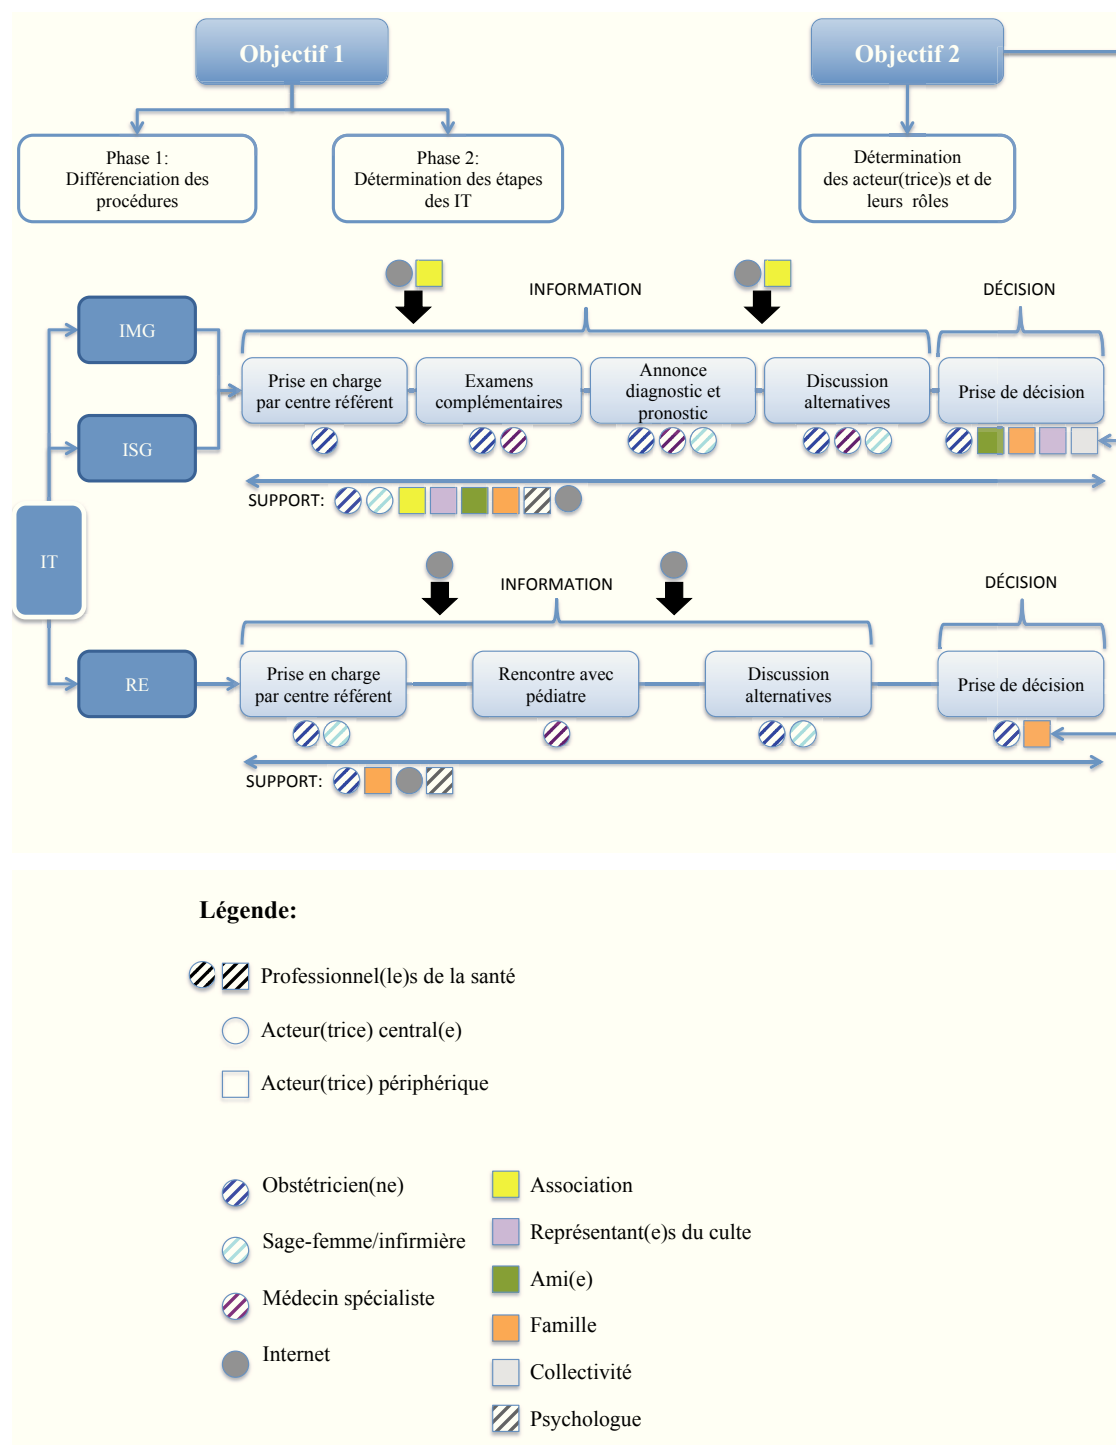 Objectif 1
Objectif 2
Phase 1:
Différenciation des
procédures
Phase 2:
Détermination des étapes
des IT
Détermination
des acteur(trice)s et de
leurs rôles
INFORMATION
DÉCISION
IMG
ISG
IT
RE
Prise en charge
par centre référent
Examens
complémentaires
Annonce
diagnostic et
pronostic
Discussion
alternatives
Prise de décision
SUPPORT:
INFORMATION
DÉCISION
Prise en charge
par centre référent
Rencontre avec
pédiatre
Discussion
alternatives
Prise de décision
SUPPORT:
Légende:
Professionnel(le)s de la santé
Acteur(trice) central(e)
Acteur(trice) périphérique
Obstétricien(ne)
Sage-femme/infirmière
Médecin spécialiste
Internet
Association
Représentant(e)s du culte
Ami(e)
Famille
Collectivité
Psychologue